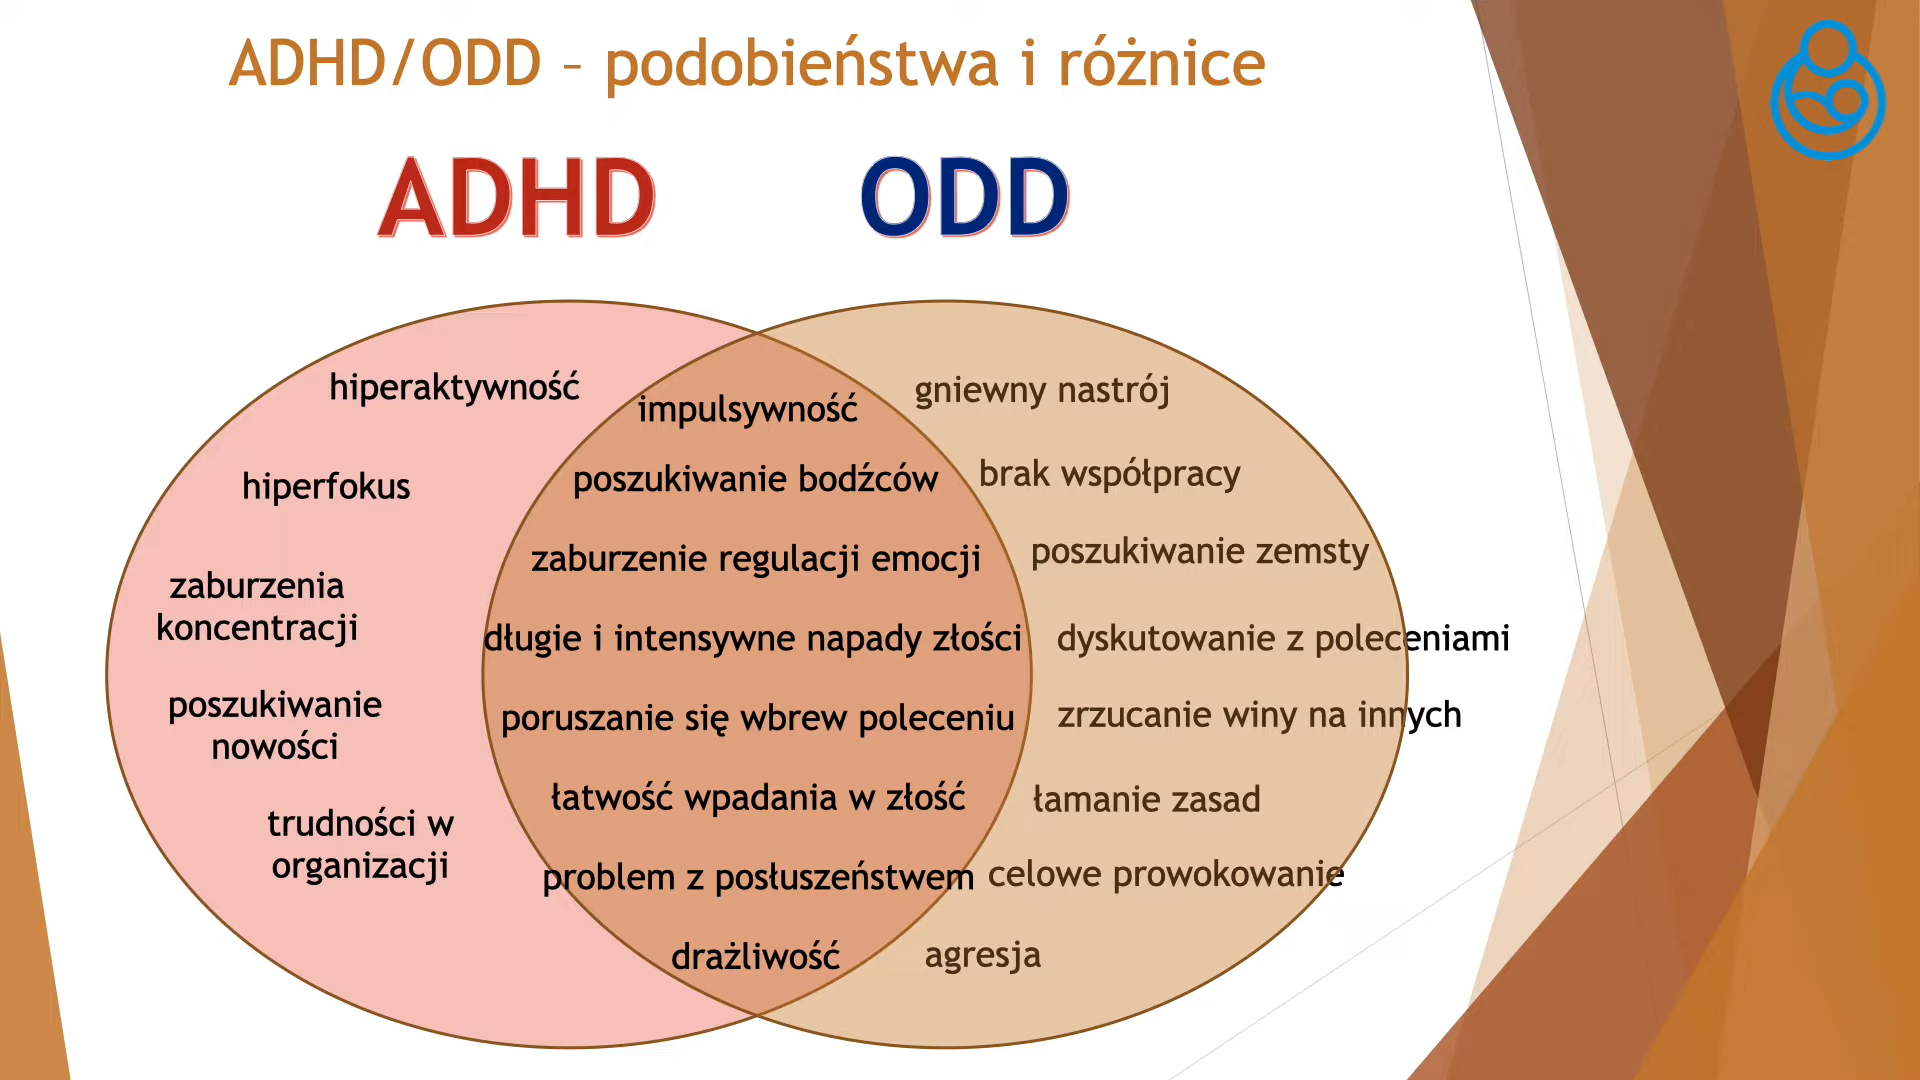 ADHD/ODD – podobieństwa i różnice
ADHD
ODD
hiperaktywność
hiperfokus
zaburzenia
koncentracji
poszukiwanie
nowości
trudności w
organizacji
impulsywność
poszukiwanie bodźców
zaburzenie regulacji emocji
długie i intensywne napady złości
poruszanie się wbrew poleceniu
łatwość wpadania w złość
problem z posłuszeństwem
drażliwość
gniewny nastrój
brak współpracy
poszukiwanie zemsty
dyskutowanie z poleceniami
zrzucanie winy na innych
łamanie zasad
celowe prowokowanie
agresja